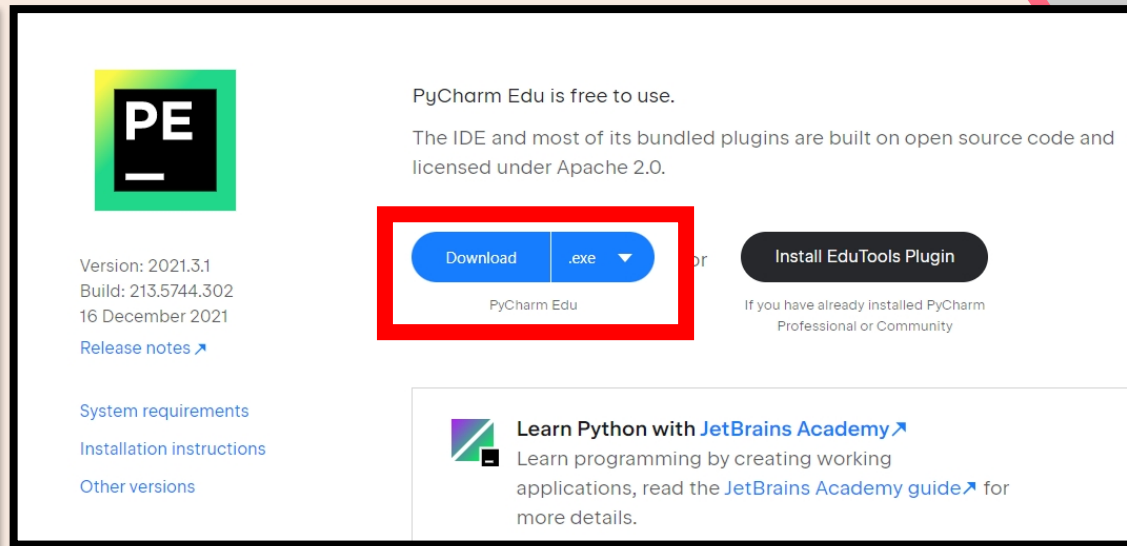 PE
PyCharm Edu is free to use.
The IDE and most of its bundled plugins are built on open source code and
licensed under Apache 2.0.
Version: 2021.3.1
Build: 213.5744.302
16 December 2021
Release notes ↗
System requirements
Installation instructions
Other versions
Download .exe
PyCharm Edu
Install EduTools Plugin
If you have already installed PyCharm
Professional or Community
Learn Python with JetBrains Academy↗
Learn programming by creating working
applications, read the JetBrains Academy guide↗ for
more details.